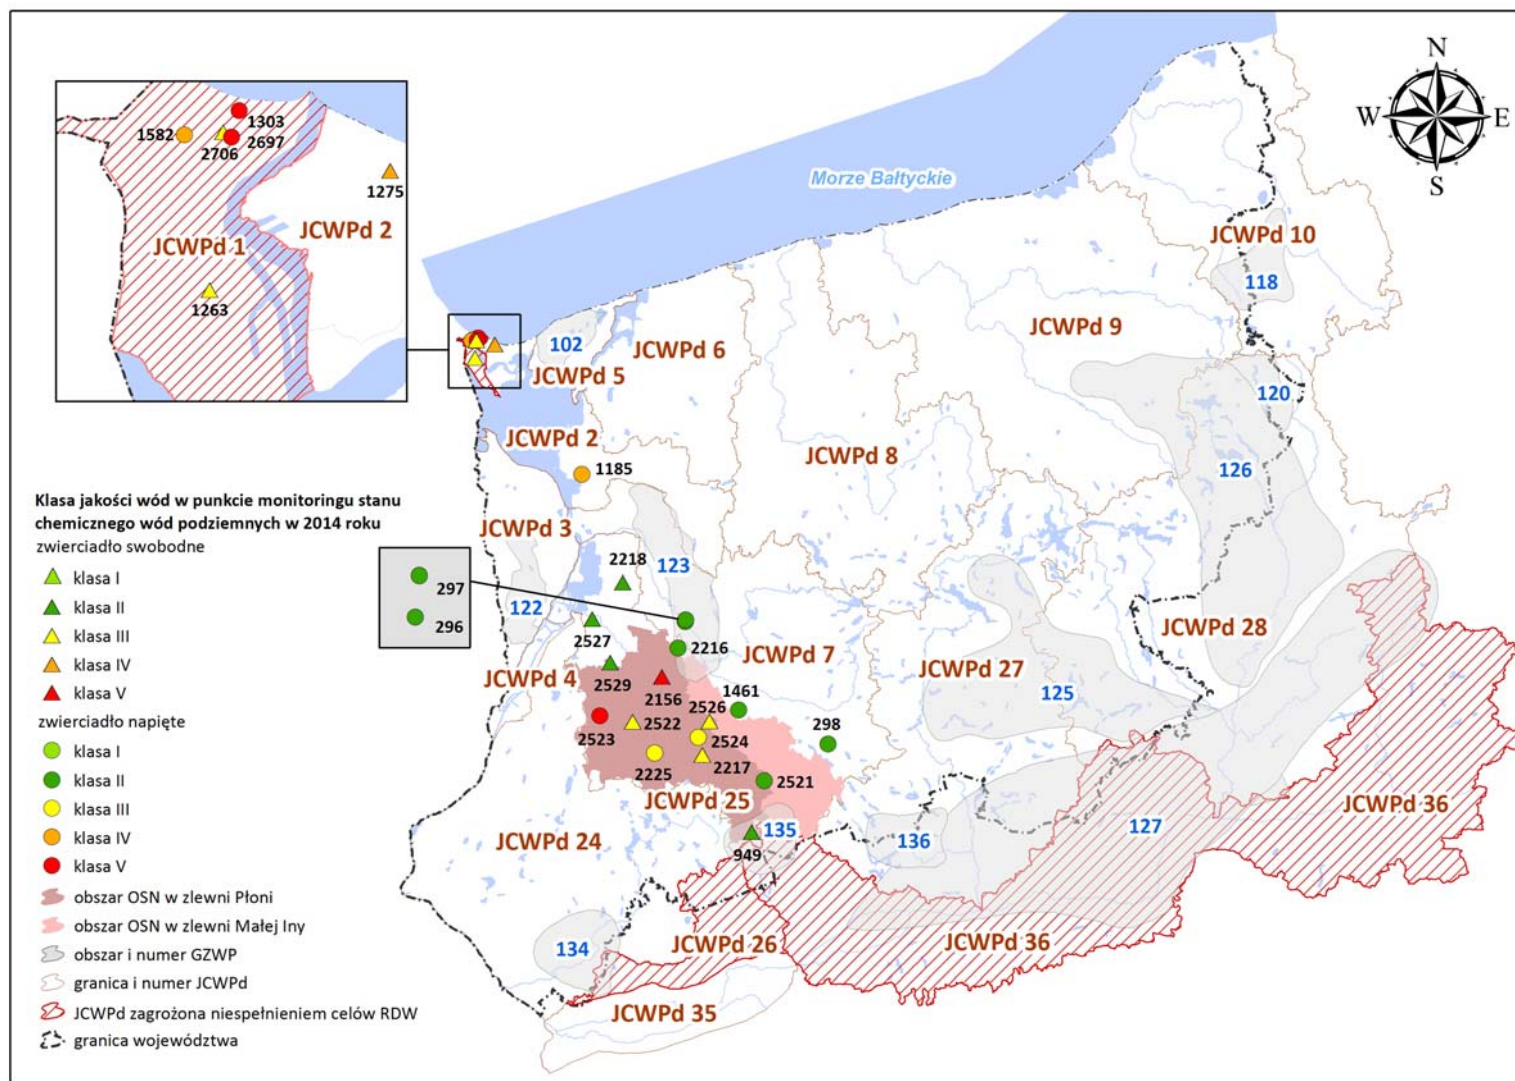 N
W
E
S
1303
1582
2706
2697
1275
JCWPd 2
JCWPd 1
1263
Morze Bałtyckie
JCWPd 10
118
JCWPd 9
102
JCWPd 6
JCWPd 5
120
JCWPd 2
JCWPd 8
126
1185
JCWPd 3
123
2218
297
296
122
2527
2216
JCWPd 7
JCWPd 28
JCWPd 27
JCWPd 4
2529
2156
1461
125
2526
2522
298
2523
2524
2225
2217
2521
JCWPd 25
JCWPd 36
135
127
136
JCWPd 24
949
134
JCWPd 26
JCWPd 36
JCWPd 35
Klasa jakości wód w punkcie monitoringu stanu
chemicznego wód podziemnych w 2014 roku
zwierciadło swobodne
klasa I
klasa II
klasa III
klasa IV
klasa V
zwierciadło napięte
klasa I
klasa II
klasa III
klasa IV
klasa V
obszar OSN w zlewni Płoni
obszar OSN w zlewni Małej Iny
obszar i numer GZWP
granica i numer JCWPd
JCWPd zagrożona niespełnieniem celów RDW
granica województwa